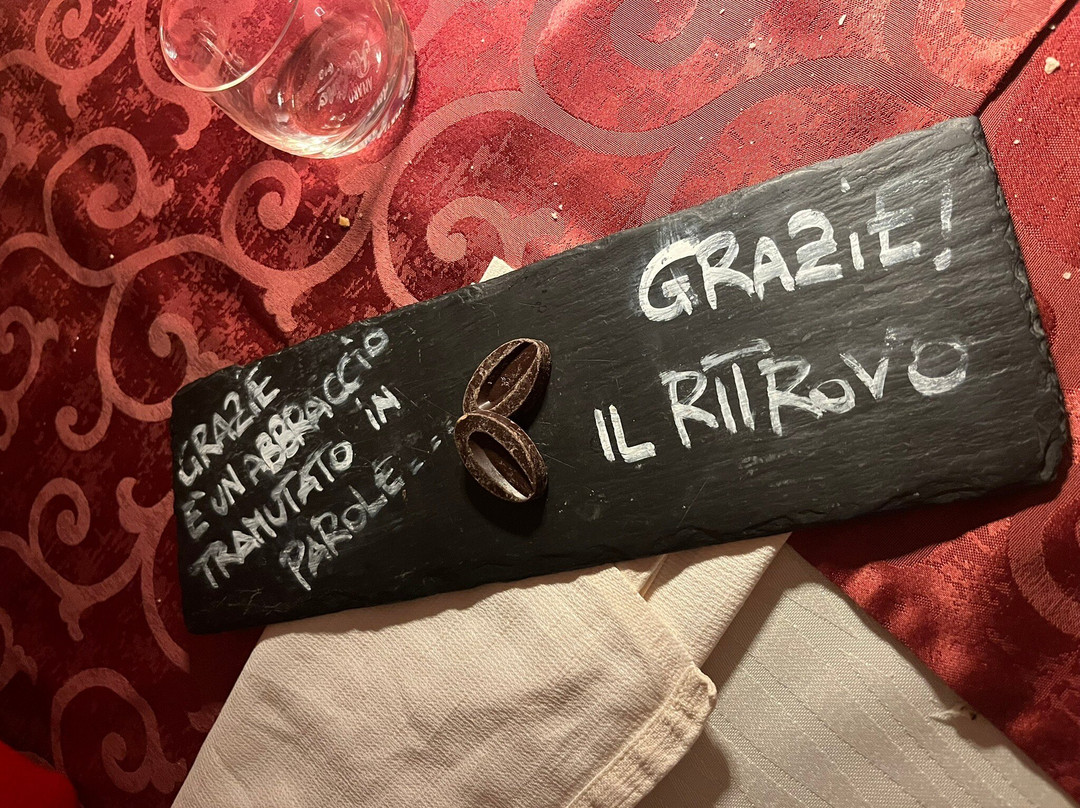 GRAZIE
È UN ABBRACCIO
TRAMUTATO IN
PAROLE...
GRAZiE!
IL RITROVO